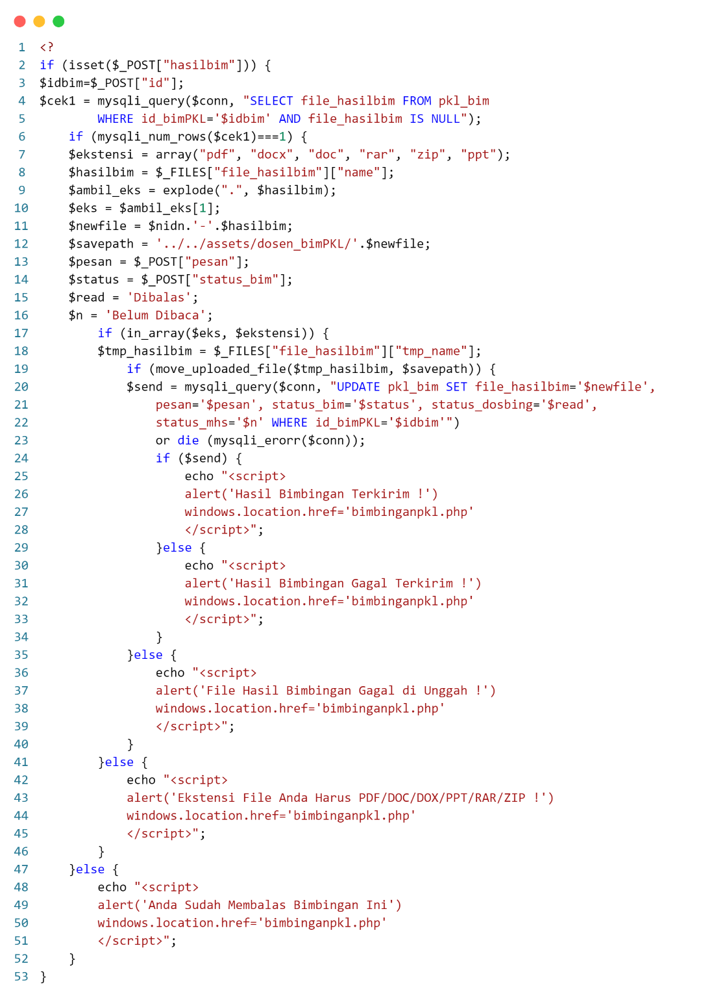 1 <?
2 if (isset($_POST["hasilbim"])) {
3 $idbim=$_POST["id"];
4 $cek1 = mysqli_query($conn, "SELECT file_hasilbim FROM pkl_bim
5         WHERE id_bimPKL='$idbim' AND file_hasilbim IS NULL");
6     if (mysqli_num_rows($cek1)===1) {
7     $ekstensi = array("pdf", "docx", "doc", "rar", "zip", "ppt");
8     $hasilbim = $_FILES["file_hasilbim"]["name"];
9     $ambil_eks = explode(".", $hasilbim);
10     $eks = $ambil_eks[1];
11     $newfile = $nidn.'-'.$hasilbim;
12     $savepath = '../../assets/dosen_bimPKL/'.$newfile;
13     $pesan = $_POST["pesan"];
14     $status = $_POST["status_bim"];
15     $read = 'Dibalas';
16     $n = 'Belum Dibaca';
17         if (in_array($eks, $ekstensi)) {
18         $tmp_hasilbim = $_FILES["file_hasilbim"]["tmp_name"];
19             if (move_uploaded_file($tmp_hasilbim, $savepath)) {
20             $send = mysqli_query($conn, "UPDATE pkl_bim SET file_hasilbim='$newfile',
21                 pesan='$pesan', status_bim='$status', status_dosbing='$read',
22                 status_mhs='$n' WHERE id_bimPKL='$idbim'")
23                 or die (mysqli_erorr($conn));
24                 if ($send) {
25                     echo "<script>
26                     alert('Hasil Bimbingan Terkirim !')
27                     windows.location.href='bimbinganpkl.php'
28                     </script>";
29                 }else {
30                     echo "<script>
31                     alert('Hasil Bimbingan Gagal Terkirim !')
32                     windows.location.href='bimbinganpkl.php'
33                     </script>";
34                 }
35             }else {
36                 echo "<script>
37                 alert('File Hasil Bimbingan Gagal di Unggah !')
38                 windows.location.href='bimbinganpkl.php'
39                 </script>";
40             }
41         }else {
42             echo "<script>
43             alert('Ekstensi File Anda Harus PDF/DOC/DOX/PPT/RAR/ZIP !')
44             windows.location.href='bimbinganpkl.php'
45             </script>";
46         }
47     }else {
48         echo "<script>
49         alert('Anda Sudah Membalas Bimbingan Ini')
50         windows.location.href='bimbinganpkl.php'
51         </script>";
52     }
53 }